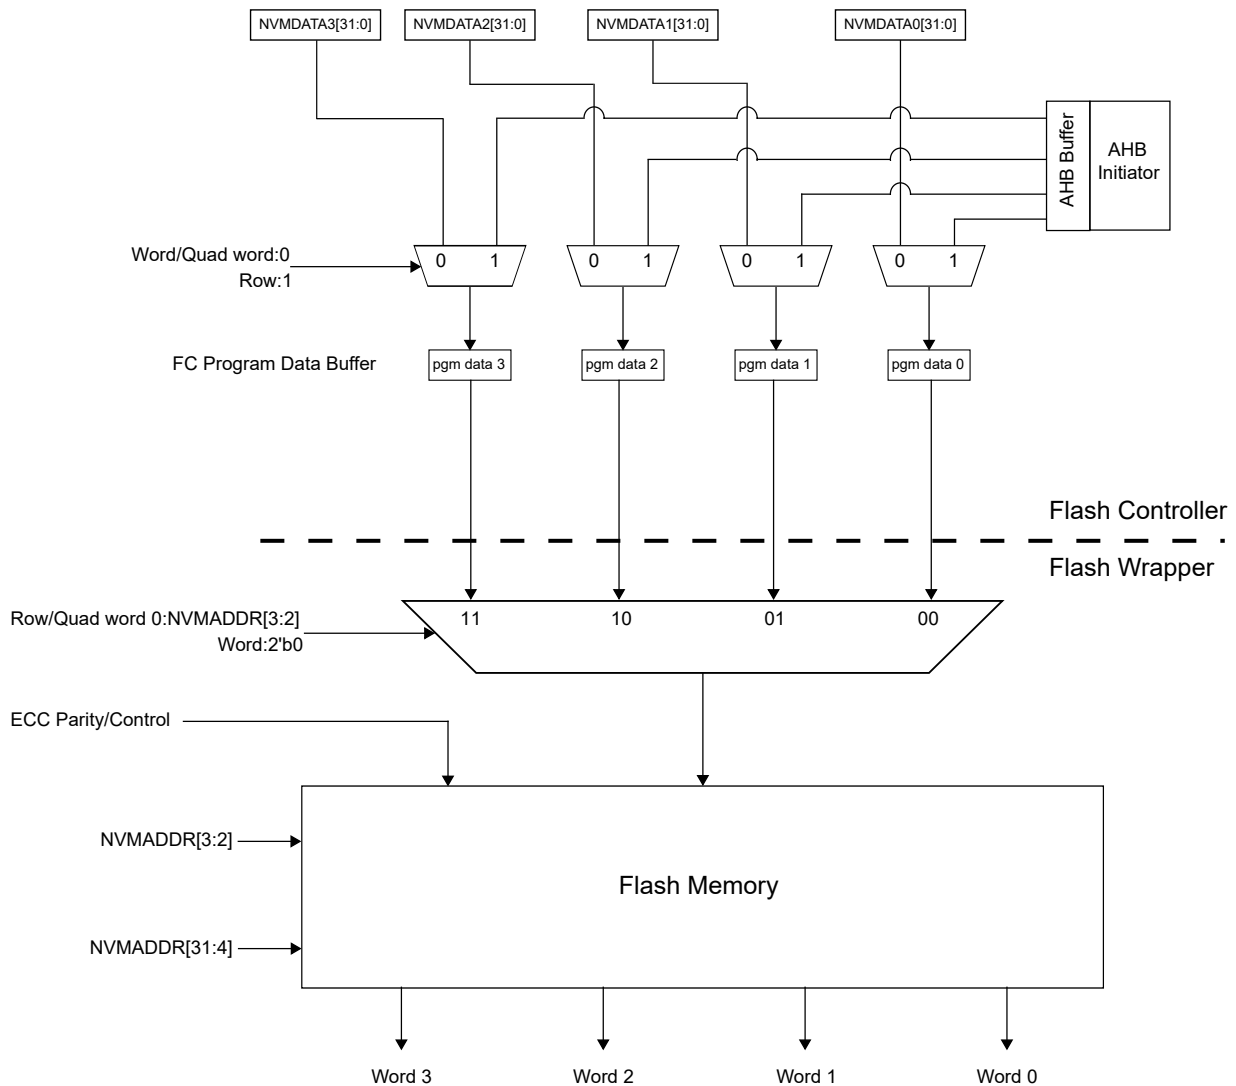 NVMDATA3[31:0]
NVMDATA2[31:0]
NVMDATA1[31:0]
NVMDATA0[31:0]
AHB Buffer
AHB
Initiator
Word/Quad word:0
Row:1
0 1
0 1
0 1
0 1
FC Program Data Buffer
pgm data 3
pgm data 2
pgm data 1
pgm data 0
Flash Controller
Flash Wrapper
Row/Quad word 0:NVMADDR[3:2]
Word:2'b0
11
10
01
00
ECC Parity/Control
NVMADDR[3:2]
Flash Memory
NVMADDR[31:4]
Word 3
Word 2
Word 1
Word 0